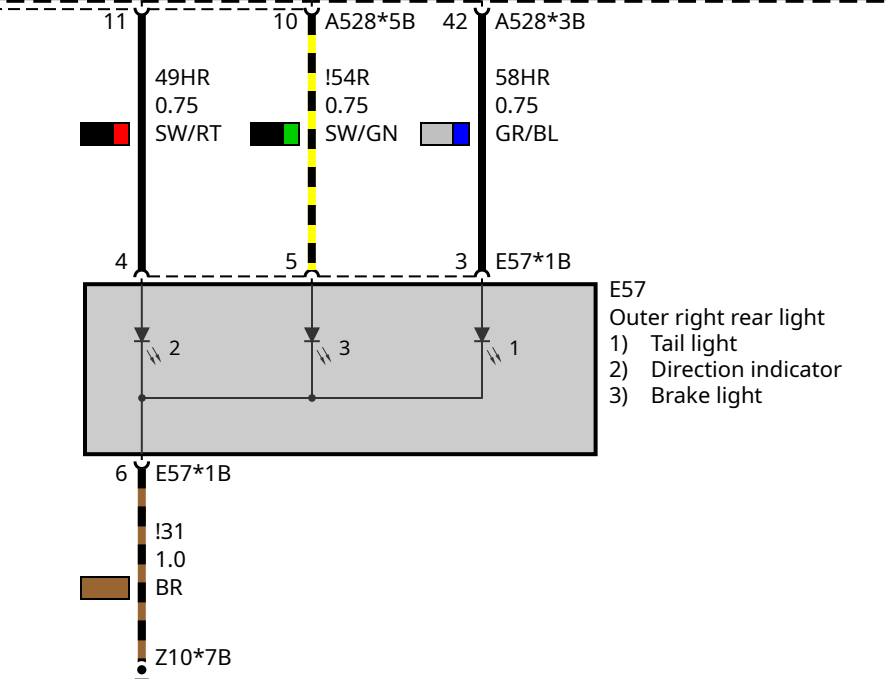 11 10 A528*5B 42 A528*3B
49HR !54R 58HR
0.75 0.75 0.75
SW/RT SW/GN GR/BL
4 5 3 E57*1B
E57
Outer right rear light
1) Tail light
2) Direction indicator
3) Brake light
2 3 1
6 E57*1B
!31
1.0
BR
Z10*7B